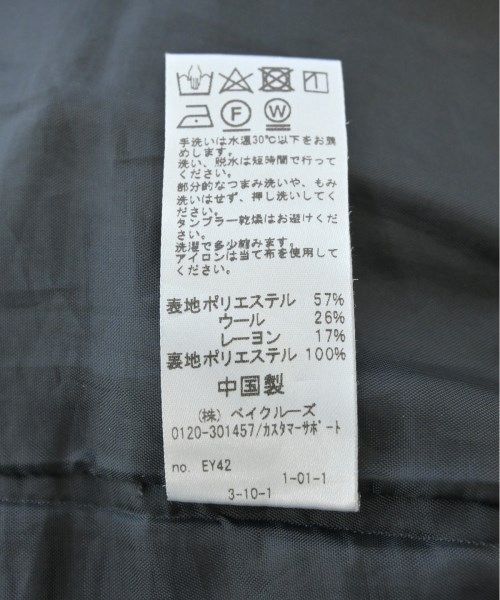 手洗いは水温30℃以下をお勧
めします。
洗い、脱水は短時間で行って
ください。
部分的なつまみ洗いや、もみ
洗いはせず、押し洗いしてく
ださい。
タンブラー乾燥はお避けくだ
さい。
洗濯で多少縮みます。
アイロンは当て布を使用して
ください。
表地ポリエステル 57%
ウール 26%
レーヨン 17%
裏地ポリエステル 100%
中国製
(株) ベイクルーズ
0120-301457/カスタマーサポート
no. EY42
1-01-1
3-10-1